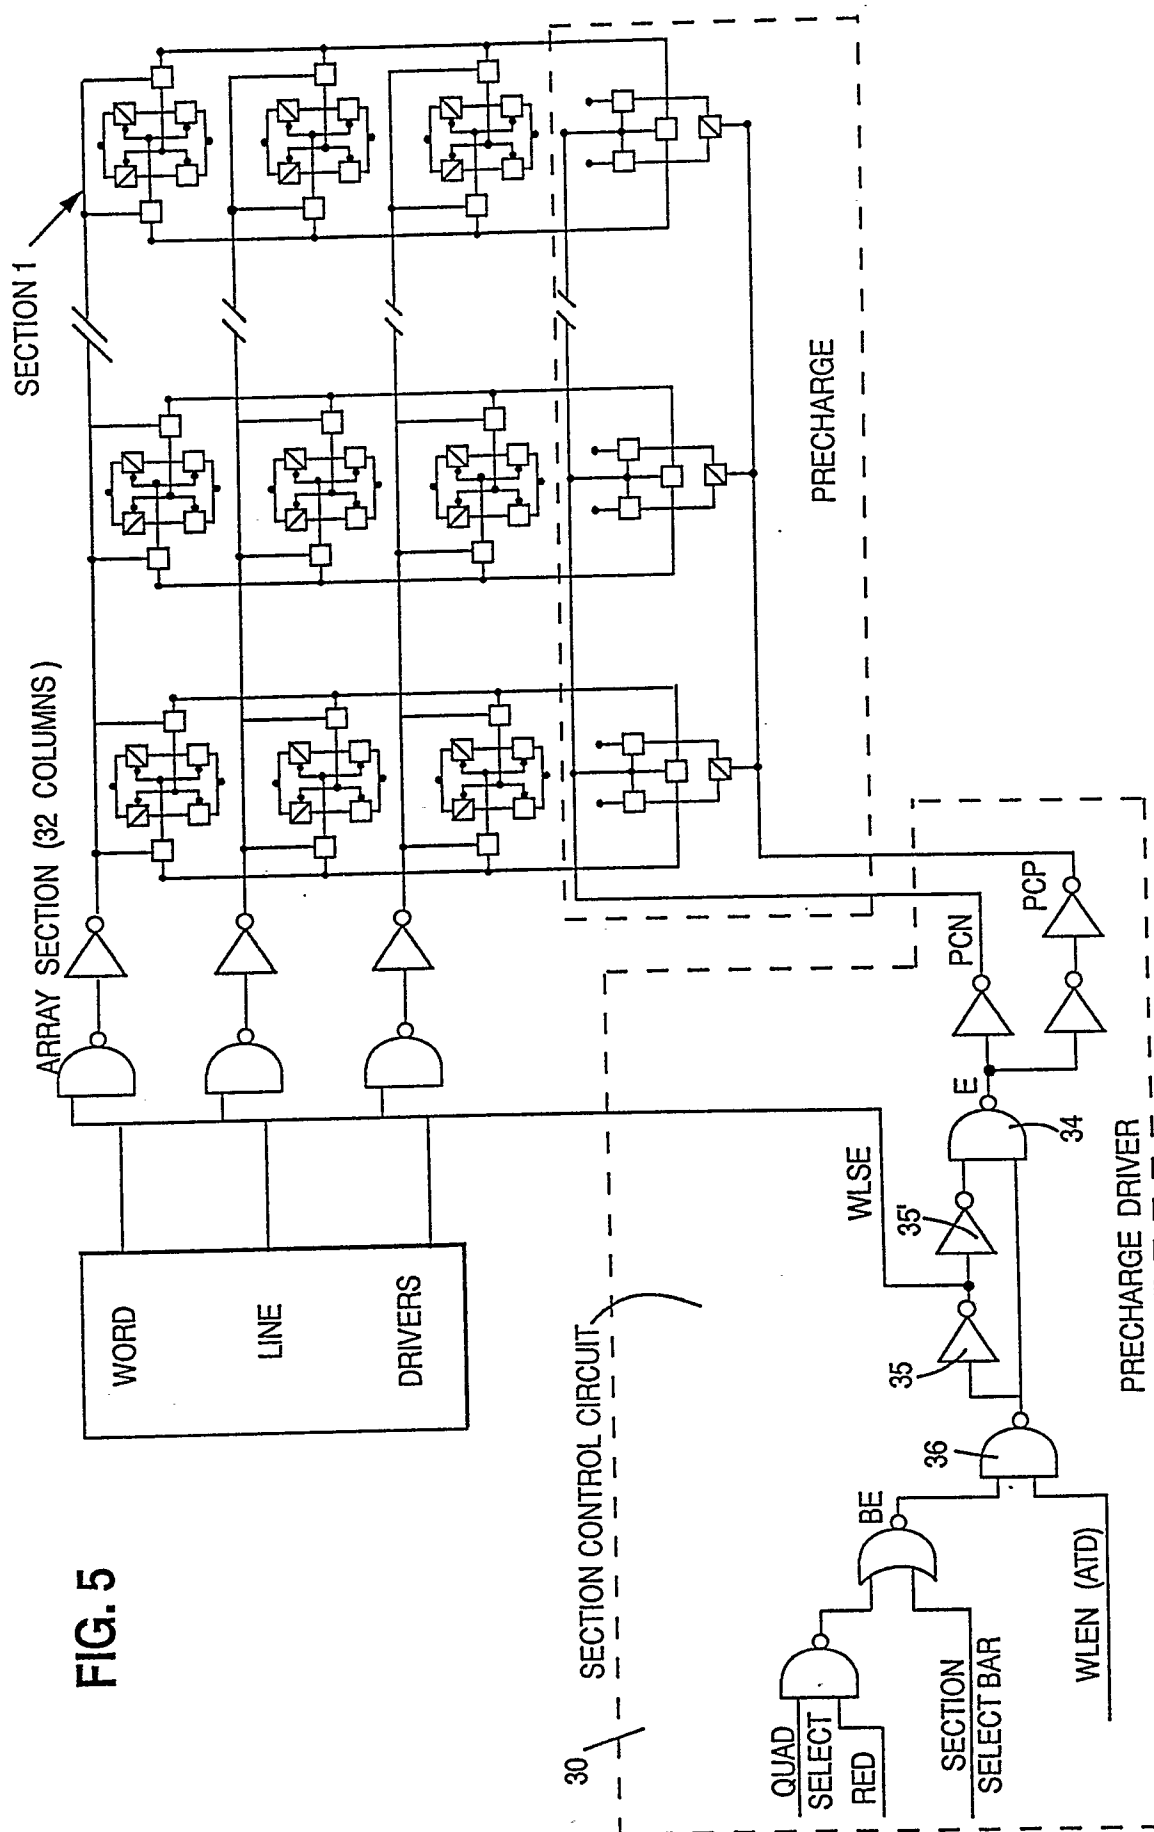 FIG. 5
ARRAY SECTION (32 COLUMNS)
SECTION 1
WORD
LINE
DRIVERS
PRECHARGE
SECTION CONTROL CIRCUIT
30
WLSE
QUAD
SELECT
RED
SECTION
SELECT BAR
BE
WLEN (ATD)
36
35
35'
34
E
PCN
PCP
PRECHARGE DRIVER